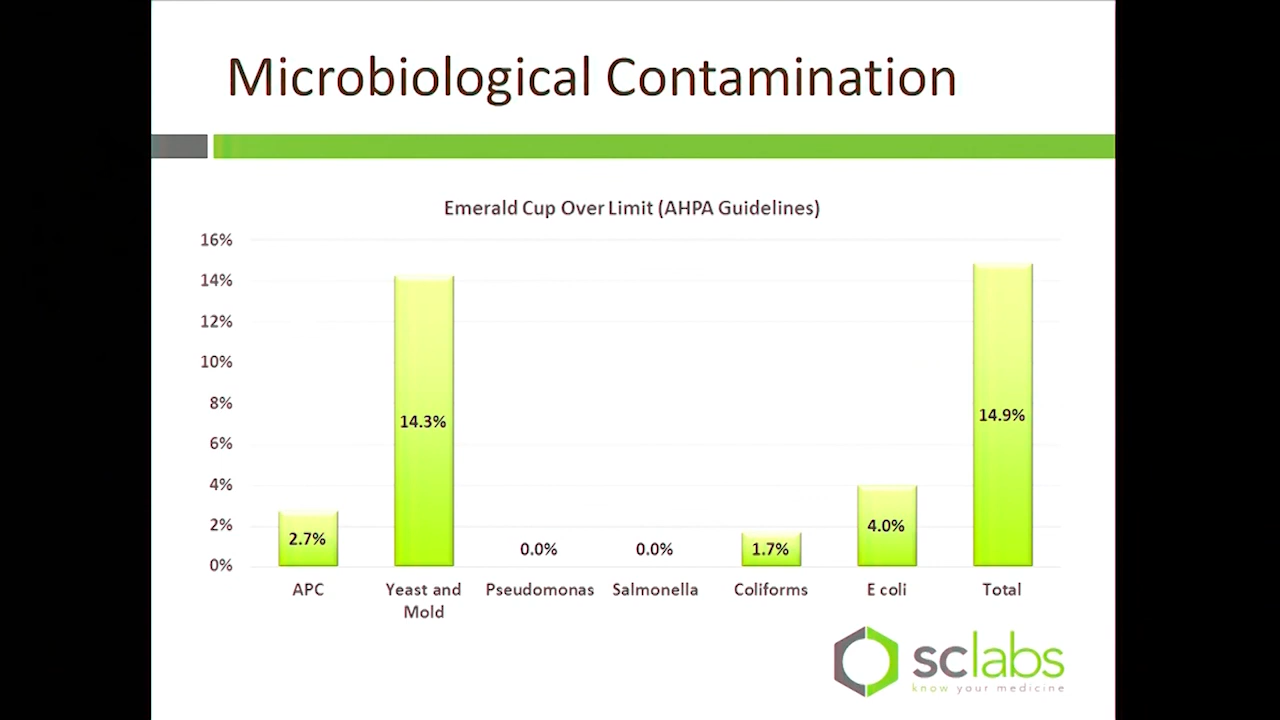 Microbiological Contamination
Emerald Cup Over Limit (AHPA Guidelines)
16%
14%
12%
10%
8%
6%
4%
2%
0%
2.7%
14.3%
0.0%
0.0%
1.7%
4.0%
14.9%
APC
Yeast and
Mold
Pseudomonas
Salmonella
Coliforms
E coli
Total
sclabs
know your medicine